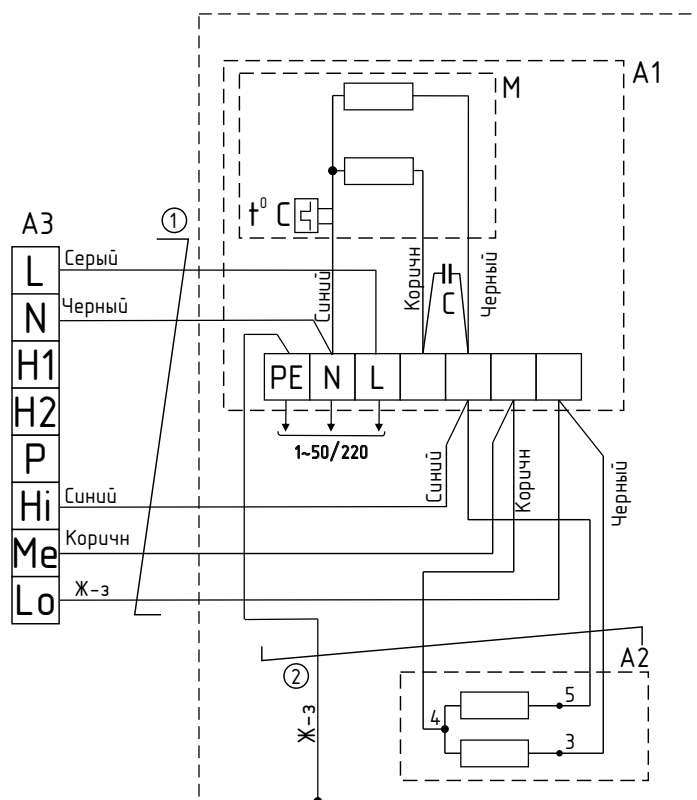 A1
M
t° C
A3
1
L
Серый
N
Черный
H1
H2
P
Hi
Синий
Me
Коричн
Lo
Ж-з
Синий
Коричн
C
Черный
PE
N
L
1~50/220
Синий
Коричн
Черный
2
Ж-з
A2
4
5
3